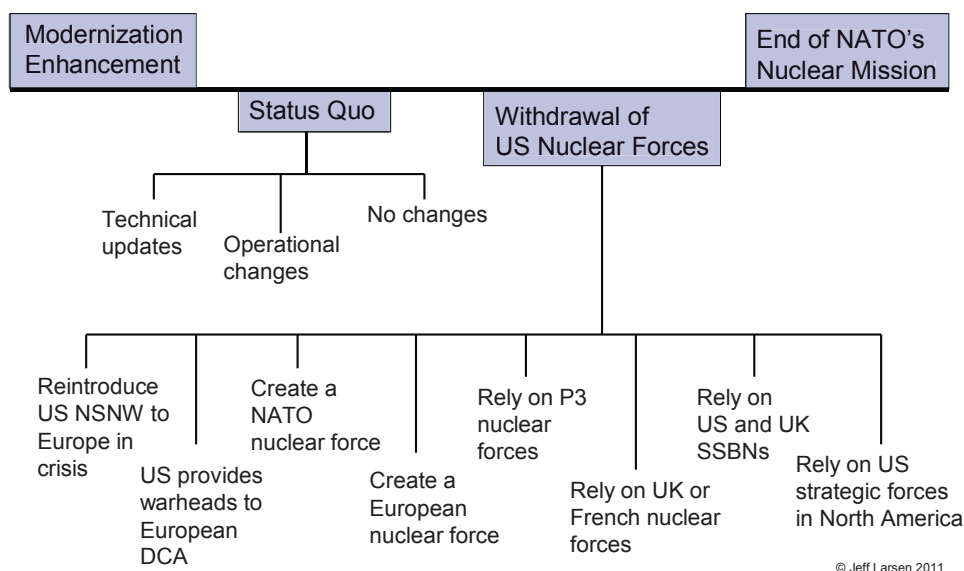 Modernization
Enhancement
End of NATO's
Nuclear Mission
Status Quo
Withdrawal of
US Nuclear Forces
Technical
updates
Operational
changes
No changes
Reintroduce
US NSNW to
Europe in
crisis
US provides
warheads to
European
DCA
Create a
NATO
nuclear force
Create a
European
nuclear force
Rely on P3
nuclear
forces
Rely on UK or
French nuclear
forces
Rely on
US and UK
SSBNs
Rely on US
strategic forces
in North America
© Jeff Larsen 2011